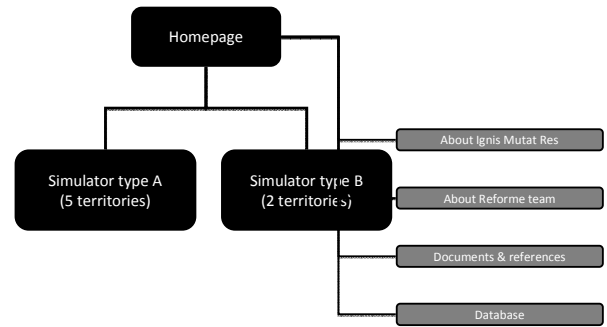 Homepage
Simulator type A
(5 territories)
Simulator type B
(2 territories)
About Ignis Mutat Res
About Reforme team
Documents & references
Database